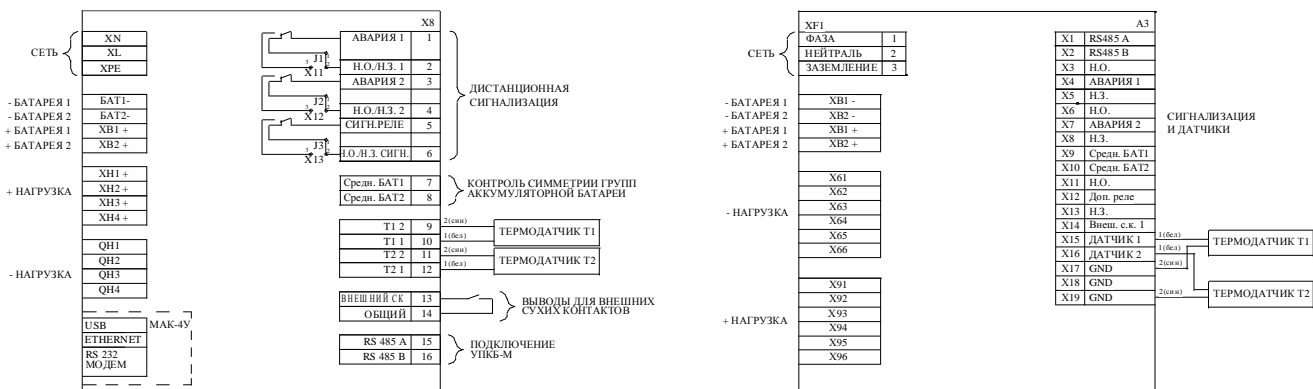 X8
СЕТЬ
XN
XL
XPE
- БАТАРЕЯ 1
БАТ1-
- БАТАРЕЯ 2
БАТ2-
+ БАТАРЕЯ 1
XB1 +
+ БАТАРЕЯ 2
XB2 +
+ НАГРУЗКА
XH1 +
XH2 +
XH3 +
XH4 +
- НАГРУЗКА
QH1
QH2
QH3
QH4
USB
МАК-4У
ETHERNET
RS 232
МОДЕМ
АВАРИЯ 1 1
J1
3 1 2
X11
Н.О./Н.З. 1 2
АВАРИЯ 2 3
J2
3 1 2
X12
Н.О./Н.З. 2 4
СИГН.РЕЛЕ 5
J3
3 1 2
X13
Н.О./Н.З. СИГН. 6
ДИСТАНЦИОННАЯ
СИГНАЛИЗАЦИЯ
Средн. БАТ1 7
Средн. БАТ2 8
КОНТРОЛЬ СИММЕТРИИ ГРУПП
АККУМУЛЯТОРНОЙ БАТАРЕИ
Т1 2 9 2(син)
Т1 1 10 1(бел)
ТЕРМОДАТЧИК Т1
Т2 2 11 2(син)
Т2 1 12 1(бел)
ТЕРМОДАТЧИК Т2
ВНЕШНИЙ СК 13
ОБЩИЙ 14
ВЫВОДЫ ДЛЯ ВНЕШНИХ
СУХИХ КОНТАКТОВ
RS 485 A 15
RS 485 B 16
ПОДКЛЮЧЕНИЕ
УПКБ-М
XF1
СЕТЬ
ФАЗА 1
НЕЙТРАЛЬ 2
ЗАЗЕМЛЕНИЕ 3
- БАТАРЕЯ 1
XB1 -
- БАТАРЕЯ 2
XB2 -
+ БАТАРЕЯ 1
XB1 +
+ БАТАРЕЯ 2
XB2 +
- НАГРУЗКА
X61
X62
X63
X64
X65
X66
+ НАГРУЗКА
X91
X92
X93
X94
X95
X96
A3
X1 RS485 A
X2 RS485 B
X3 Н.О.
X4 АВАРИЯ 1
X5 Н.З.
X6 Н.О.
X7 АВАРИЯ 2
X8 Н.З.
X9 Средн. БАТ1
X10 Средн. БАТ2
X11 Н.О.
X12 Доп. реле
X13 Н.З.
X14 Внеш. с.к. 1
X15 ДАТЧИК 1 1(бел)
X16 ДАТЧИК 2 1(бел)
X17 GND 2(син)
X18 GND
X19 GND 2(син)
СИГНАЛИЗАЦИЯ
И ДАТЧИКИ
ТЕРМОДАТЧИК Т1
ТЕРМОДАТЧИК Т2